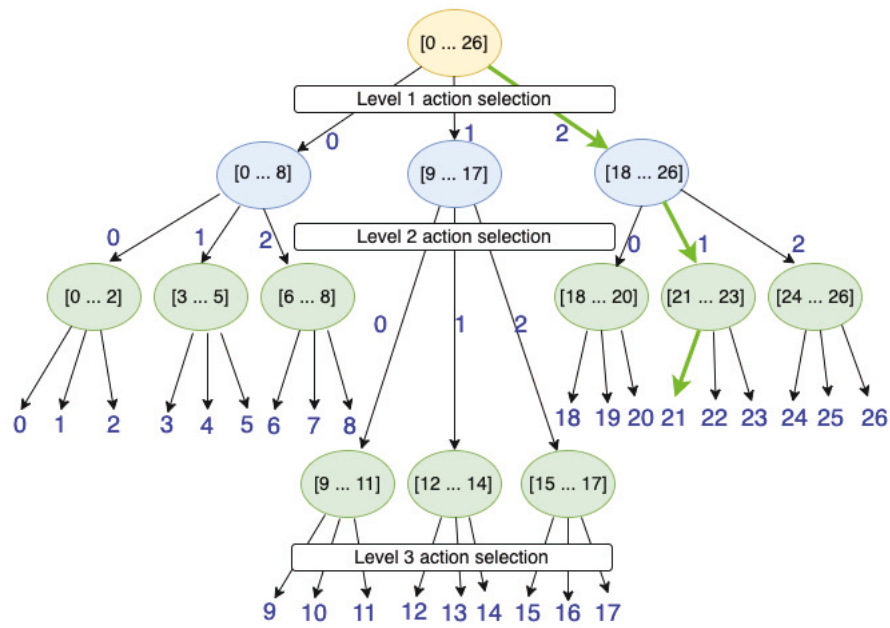 [0 ... 26]
Level 1 action selection
0
1
2
[0 ... 8]
[9 ... 17]
[18 ... 26]
Level 2 action selection
0
1
2
0
1
2
[0 ... 2]
[3 ... 5]
[6 ... 8]
[18 ... 20]
[21 ... 23]
[24 ... 26]
0
1
2
0
1
2
3
4
5
6
7
8
18
19
20
21
22
23
24
25
26
[9 ... 11]
[12 ... 14]
[15 ... 17]
Level 3 action selection
9
10
11
12
13
14
15
16
17